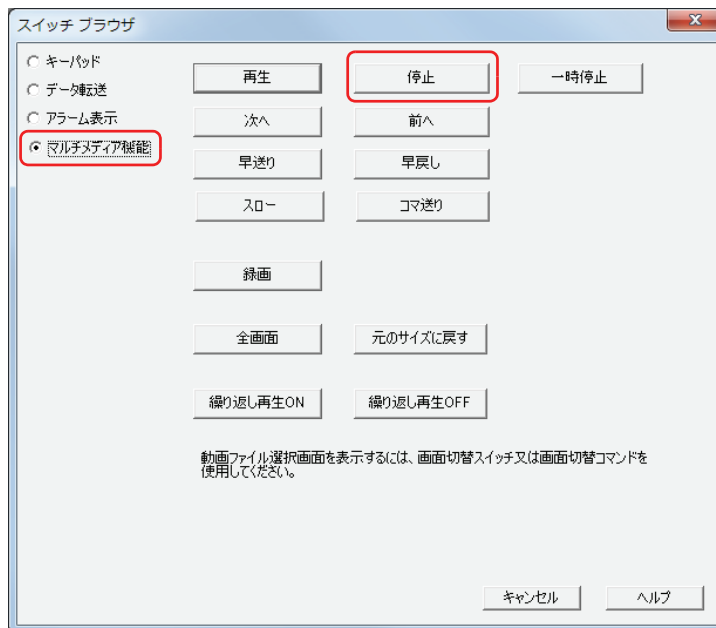 スイッチ ブラウザ
キーパッド
データ転送
アラーム表示
マルチメディア機能
再生
停止
一時停止
次へ
前へ
早送り
早戻し
スロー
コマ送り
録画
全画面
元のサイズに戻す
繰り返し再生ON
繰り返し再生OFF
動画ファイル選択画面を表示するには、画面切替スイッチ又は画面切替コマンドを
使用してください。
キャンセル
ヘルプ